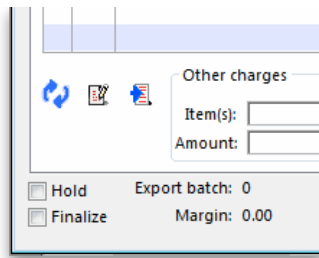 Other charges
Item(s):
Amount:
Hold Export batch: 0
Finalize Margin: 0.00